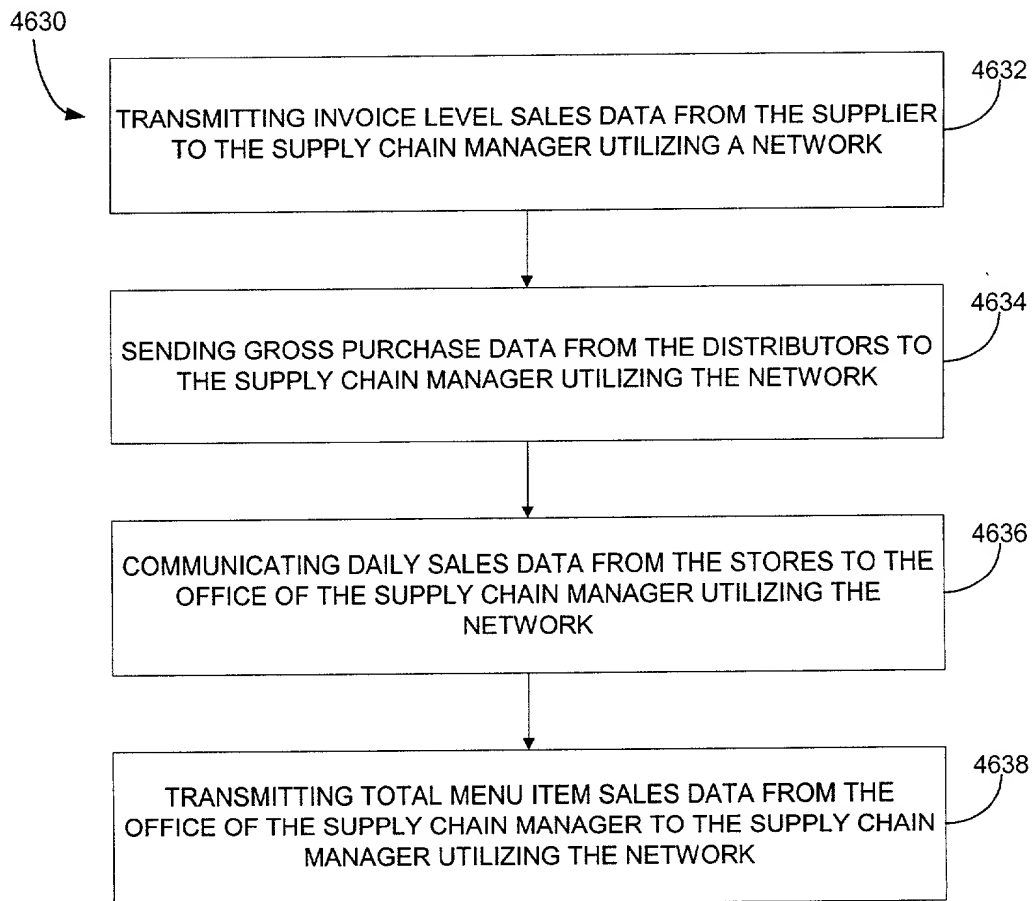 4630
4632
TRANSMITTING INVOICE LEVEL SALES DATA FROM THE SUPPLIER
TO THE SUPPLY CHAIN MANAGER UTILIZING A NETWORK
4634
SENDING GROSS PURCHASE DATA FROM THE DISTRIBUTORS TO
THE SUPPLY CHAIN MANAGER UTILIZING THE NETWORK
4636
COMMUNICATING DAILY SALES DATA FROM THE STORES TO THE
OFFICE OF THE SUPPLY CHAIN MANAGER UTILIZING THE
NETWORK
4638
TRANSMITTING TOTAL MENU ITEM SALES DATA FROM THE
OFFICE OF THE SUPPLY CHAIN MANAGER TO THE SUPPLY CHAIN
MANAGER UTILIZING THE NETWORK